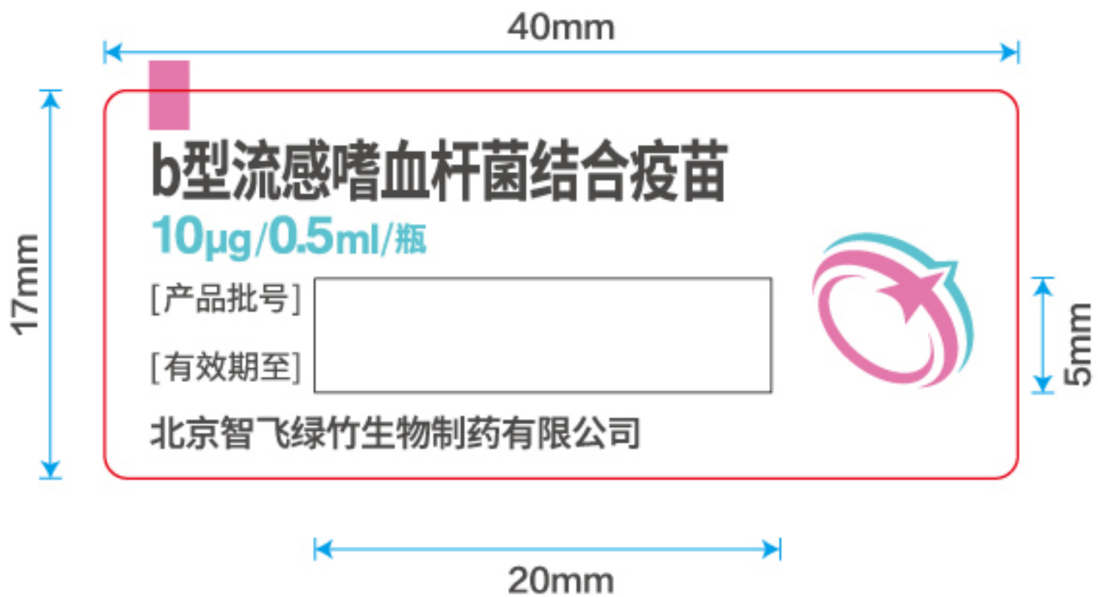 40mm
b型流感嗜血杆菌结合疫苗
10μg/0.5ml/瓶
17mm
[产品批号]
[有效期至]
5mm
北京智飞绿竹生物制药有限公司
20mm